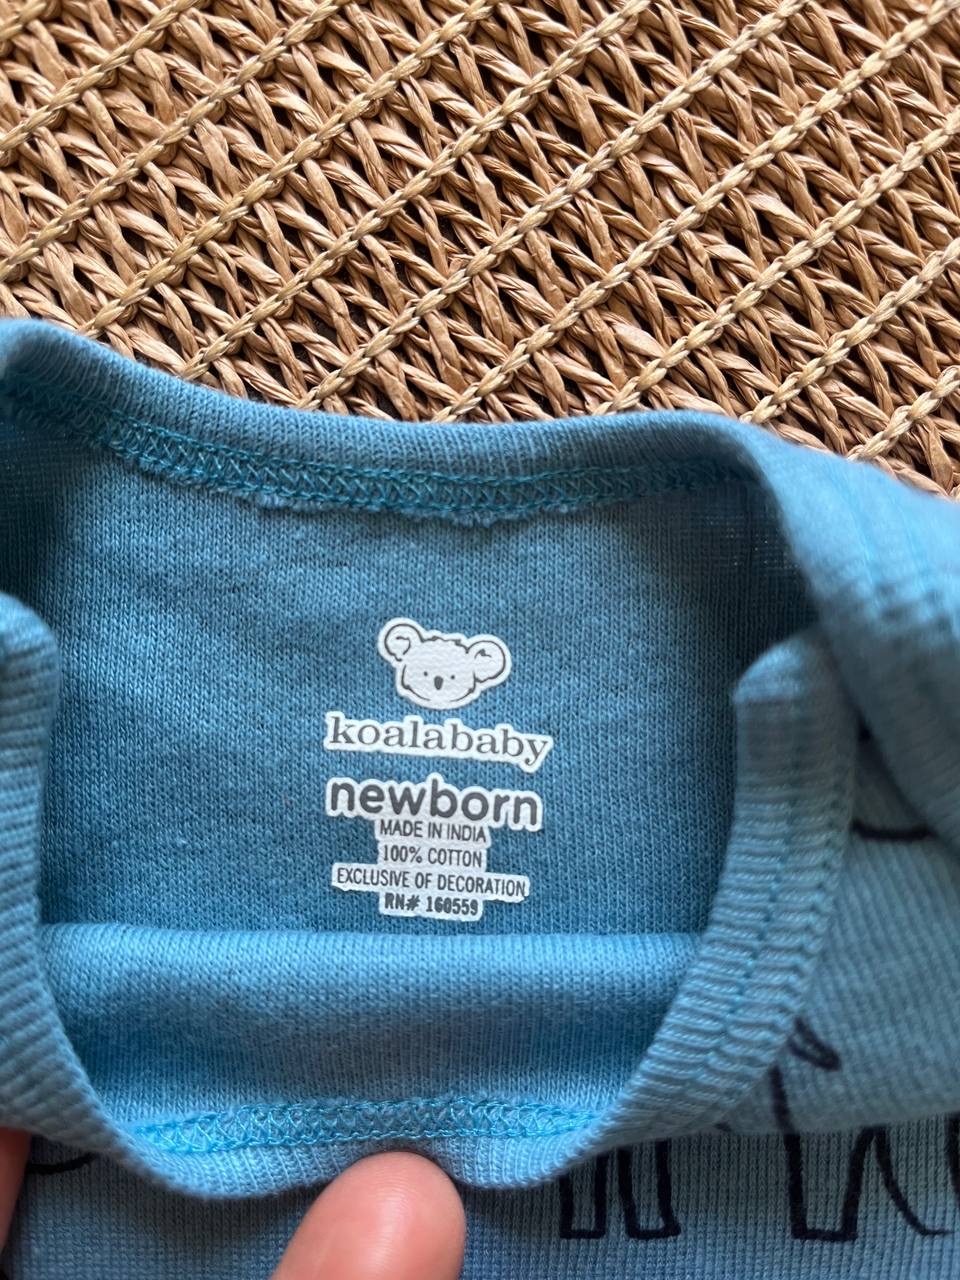 koalababy
newborn
MADE IN INDIA
100% COTTON
EXCLUSIVE OF DECORATION
RN# 160559